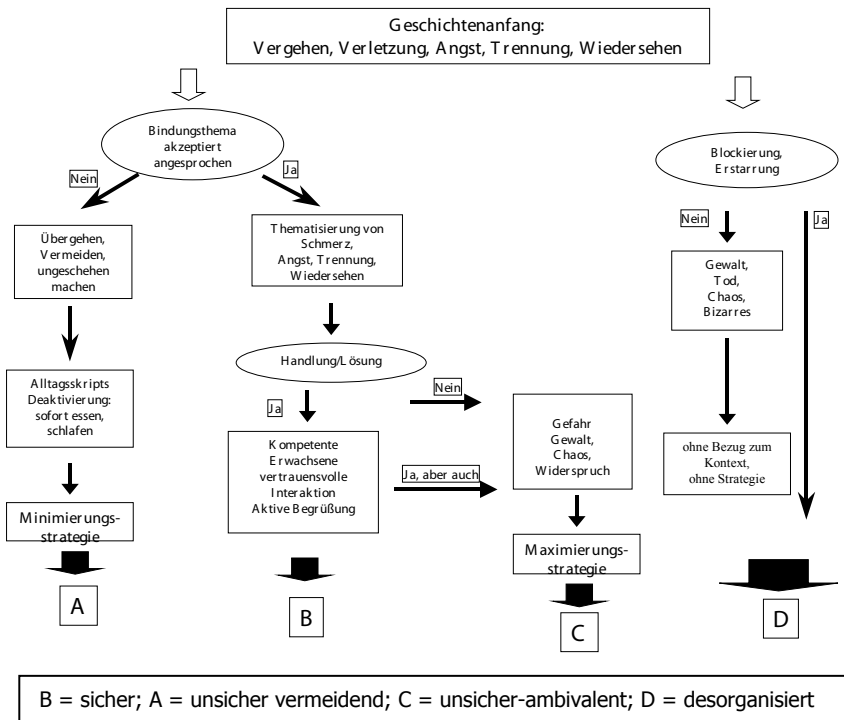 Geschichtenanfang:
Vergehen, Verletzung, Angst, Trennung, Wiedersehen
Bindungsthema
akzeptiert
angesprochen
Nein
Ja
Übergehen,
Vermeiden,
ungeschehen
machen
Alltagsskripts
Deaktivierung:
sofort essen,
schlafen
Minimierungs-
strategie
A
Thematisierung von
Schmerz,
Angst, Trennung,
Wiedersehen
Handlung/Lösung
Ja
Nein
Kompetente
Erwachsene
vertrauensvolle
Interaktion
Aktive Begrüßung
Ja, aber auch
B
Gefahr
Gewalt,
Chaos,
Widerspruch
Maximierungs-
strategie
C
Blockierung,
Erstarrung
Nein
Ja
Gewalt,
Tod,
Chaos,
Bizarres
ohne Bezug zum
Kontext,
ohne Strategie
D
B = sicher; A = unsicher vermeidend; C = unsicher-ambivalent; D = desorganisiert